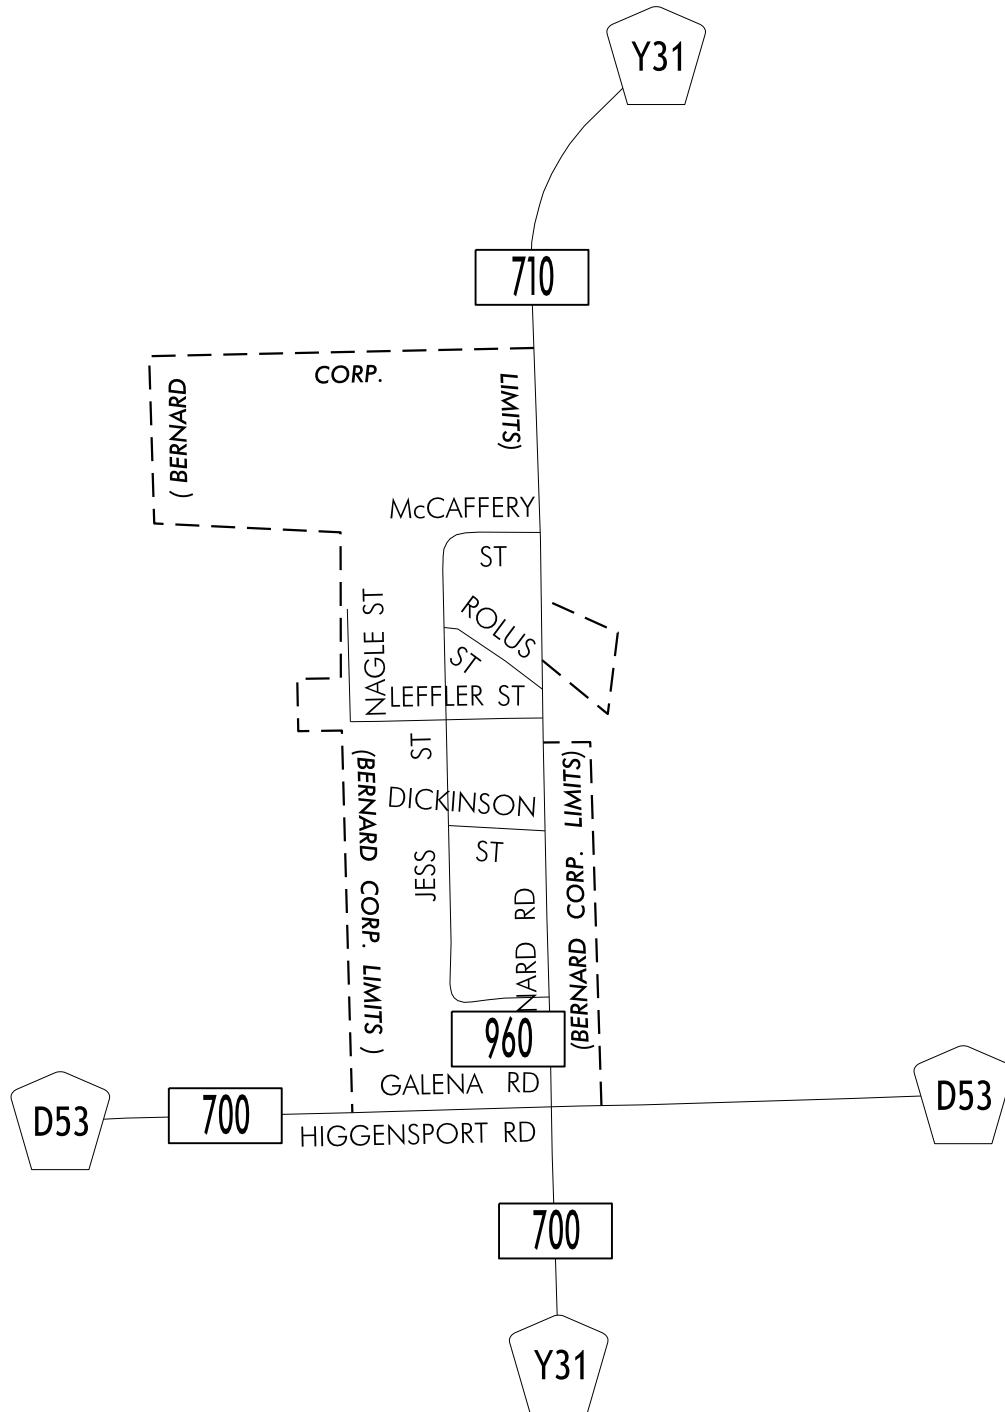 Y31
710
( BERNARD CORP. LIMITS)
McCAFFERY ST
NAGLE ST
ROLUS ST
LEFFLER ST
JESS ST
DICKINSON ST
(BERNARD CORP. LIMITS )
(BERNARD CORP. LIMITS)
NARD RD
960
GALENA RD
D53
700
D53
HIGGENSPORT RD
700
Y31